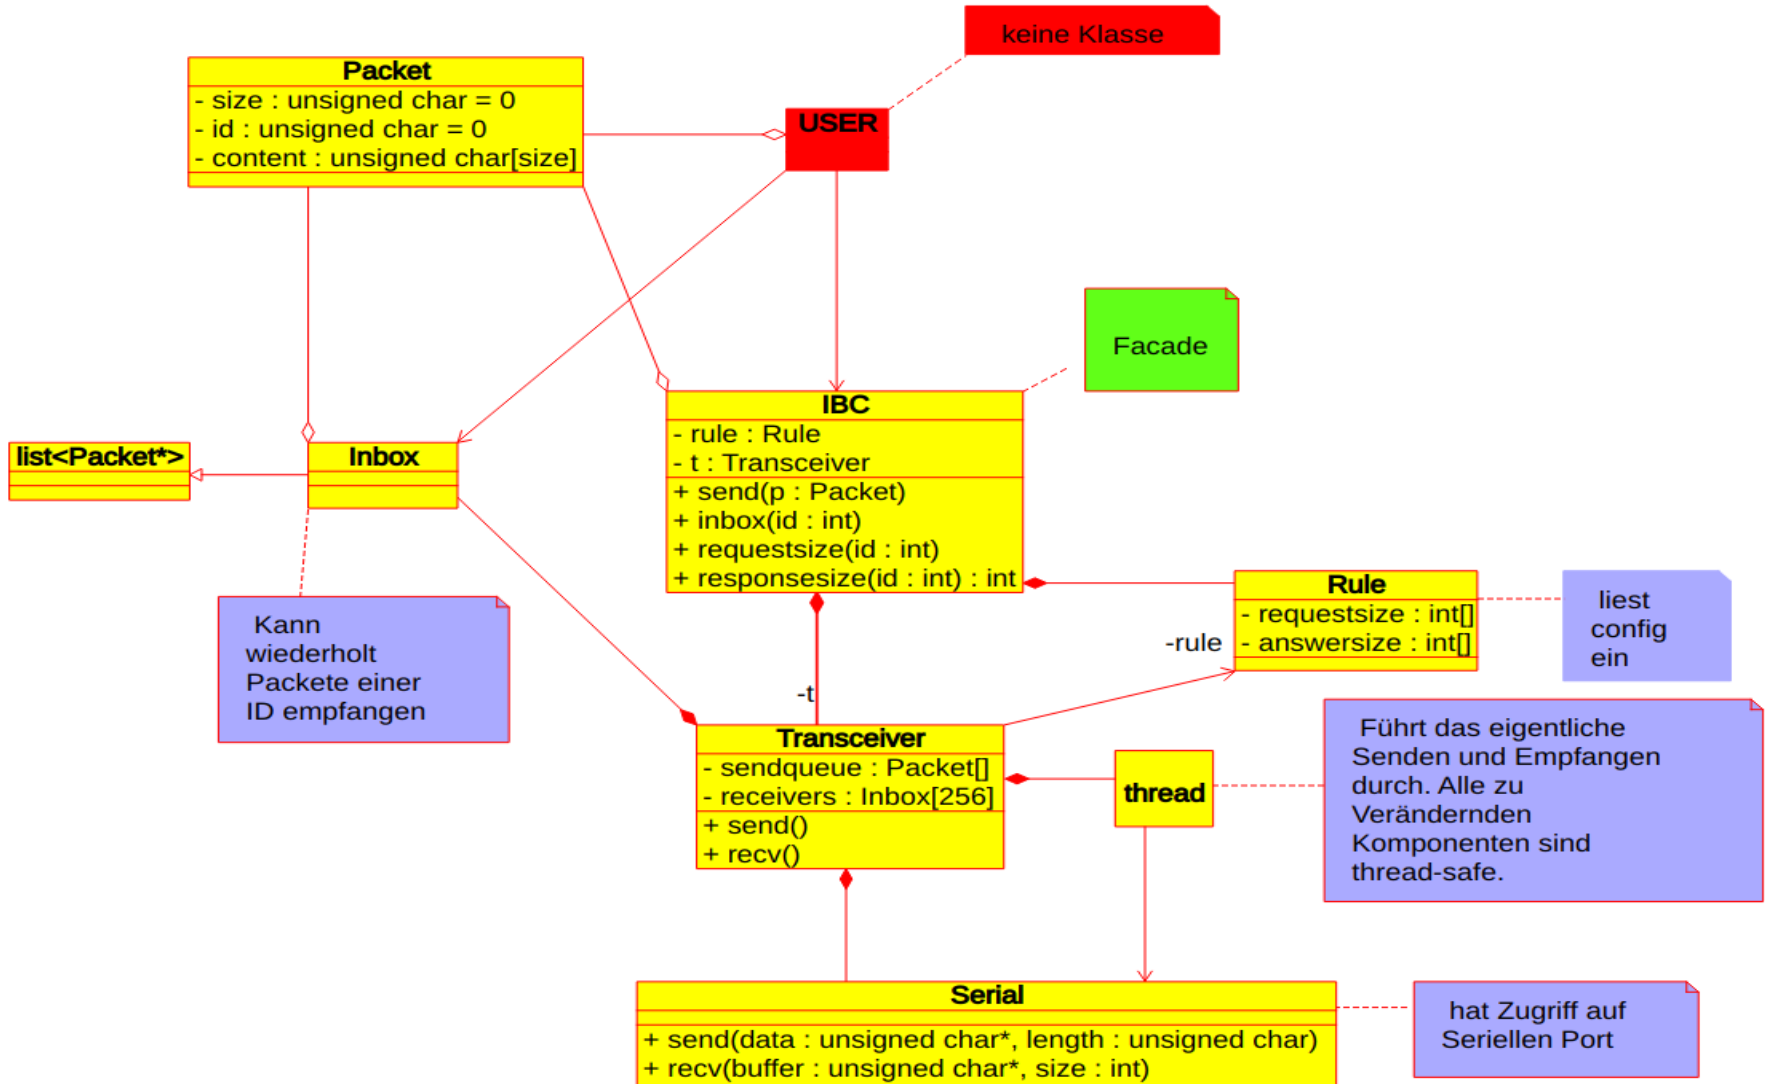 keine Klasse
Packet
- size : unsigned char = 0
- id : unsigned char = 0
- content : unsigned char[size]
USER
Facade
IBC
- rule : Rule
- t : Transceiver
+ send(p : Packet)
+ inbox(id : int)
+ requestsize(id : int)
+ responsesize(id : int) : int
list<Packet*>
Inbox
Kann
wiederholt
Packete einer
ID empfangen
Rule
- requestsize : int[]
- answersize : int[]
-rule
liest
config
ein
-t
Transceiver
- sendqueue : Packet[]
- receivers : Inbox[256]
+ send()
+ recv()
thread
Führt das eigentliche
Senden und Empfangen
durch. Alle zu
Verändernden
Komponenten sind
thread-safe.
Serial
+ send(data : unsigned char*, length : unsigned char)
+ recv(buffer : unsigned char*, size : int)
hat Zugriff auf
Seriellen Port